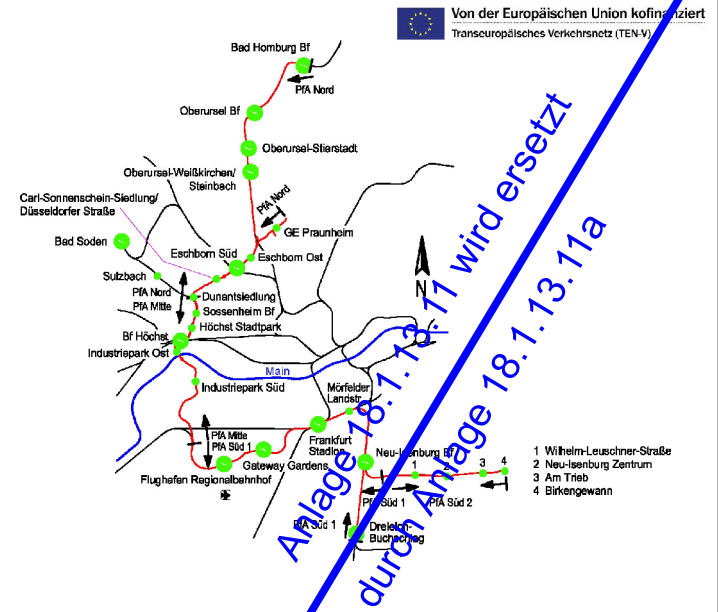 Von der Europäischen Union kofinanziert
Transeuropäisches Verkehrsnetz (TEN-V)
Bad Homburg Bf
PfA Nord
Oberursel Bf
Oberursel-Stierstadt
Oberursel-Weißkirchen/
Steinbach
Carl-Sonnenschein-Siedlung/
Düsseldorfer Straße
PfA Nord
GE Praunheim
Bad Soden
Eschborn Süd
Eschborn Ost
Sulzbach
PfA Nord
PfA Mitte
Dunantsiedlung
Sossenheim Bf
Höchst Stadtpark
N
Bf Höchst
Industriepark Ost
Main
Industriepark Süd
Mörfelder
Landstr.
PfA Mitte
PfA Süd 1
Frankfurt
Stadion
Gateway Gardens
Flughafen Regionalbahnhof
Neu-Isenburg Bf
1 2 3 4
1 Wilhelm-Leuschner-Straße
2 Neu-Isenburg Zentrum
3 Am Trieb
4 Birkengewann
PfA Süd 1
PfA Süd 2
PfA Süd 1
Dreieich-
Buchschlag
Anlage 18.1.13.11 wird ersetzt
durch Anlage 18.1.13.11a